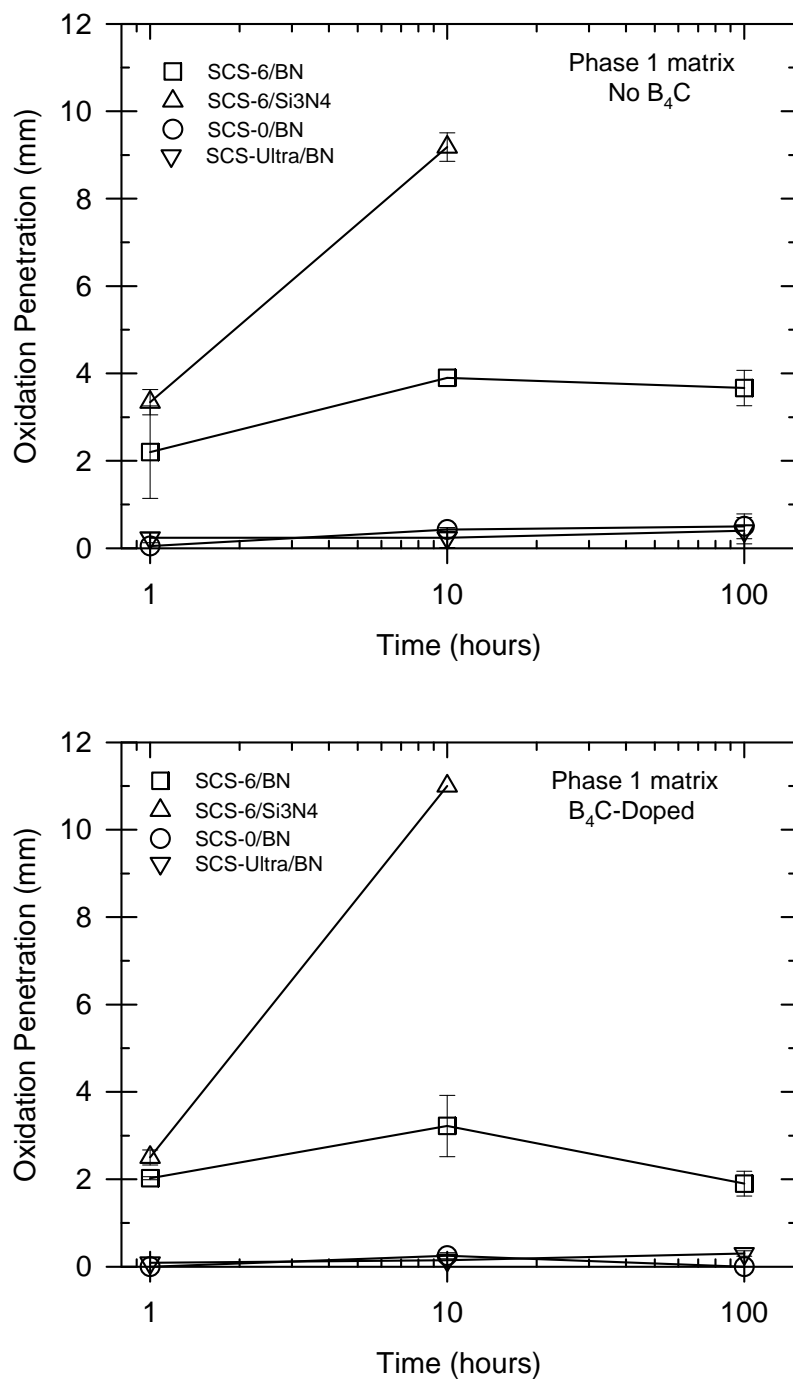 12
10
8
6
4
2
0
Oxidation Penetration (mm)
SCS-6/BN
SCS-6/Si3N4
SCS-0/BN
SCS-Ultra/BN
Phase 1 matrix
No B₄C
1
10
100
Time (hours)
12
10
8
6
4
2
0
Oxidation Penetration (mm)
SCS-6/BN
SCS-6/Si3N4
SCS-0/BN
SCS-Ultra/BN
Phase 1 matrix
B₄C-Doped
1
10
100
Time (hours)